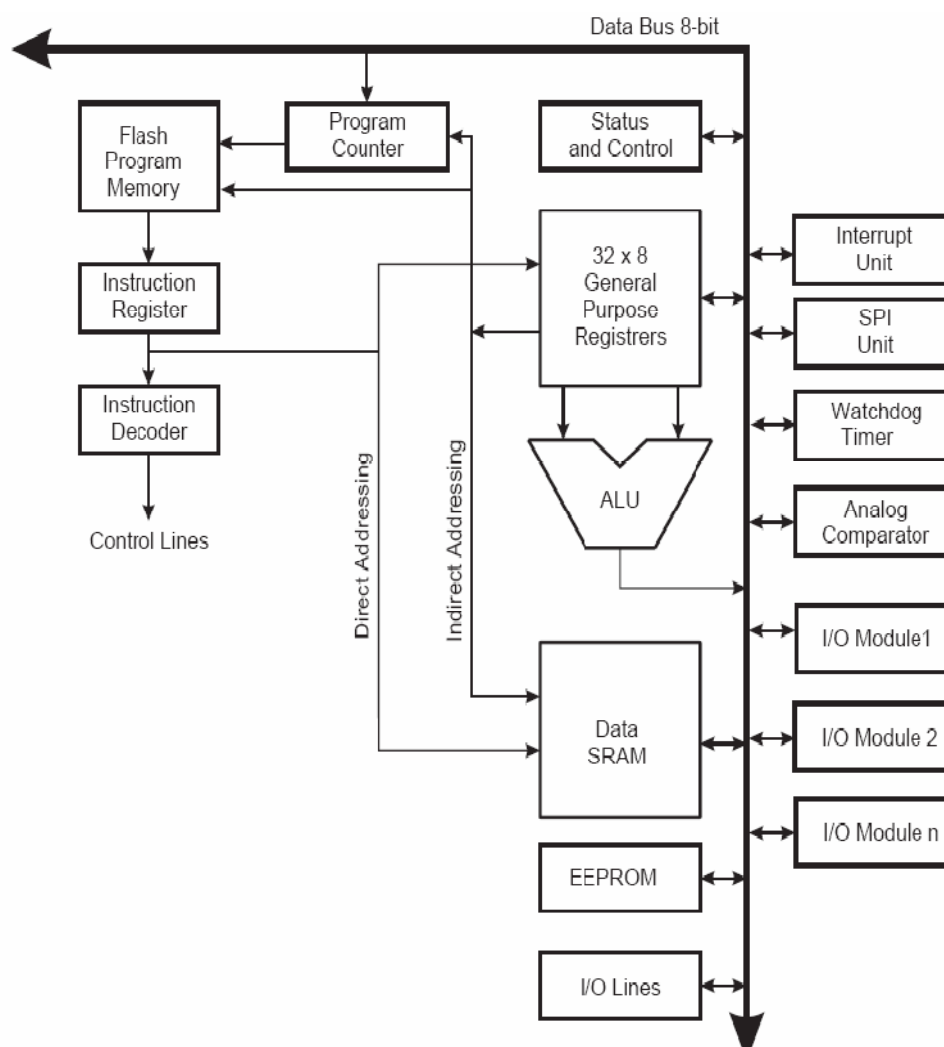 Data Bus 8-bit
Flash
Program
Memory
Program
Counter
Status
and Control
Instruction
Register
32 x 8
General
Purpose
Registrers
Interrupt
Unit
SPI
Unit
Instruction
Decoder
Watchdog
Timer
ALU
Analog
Comparator
Control Lines
Direct Addressing
Indirect Addressing
I/O Module1
Data
SRAM
I/O Module 2
I/O Module n
EEPROM
I/O Lines